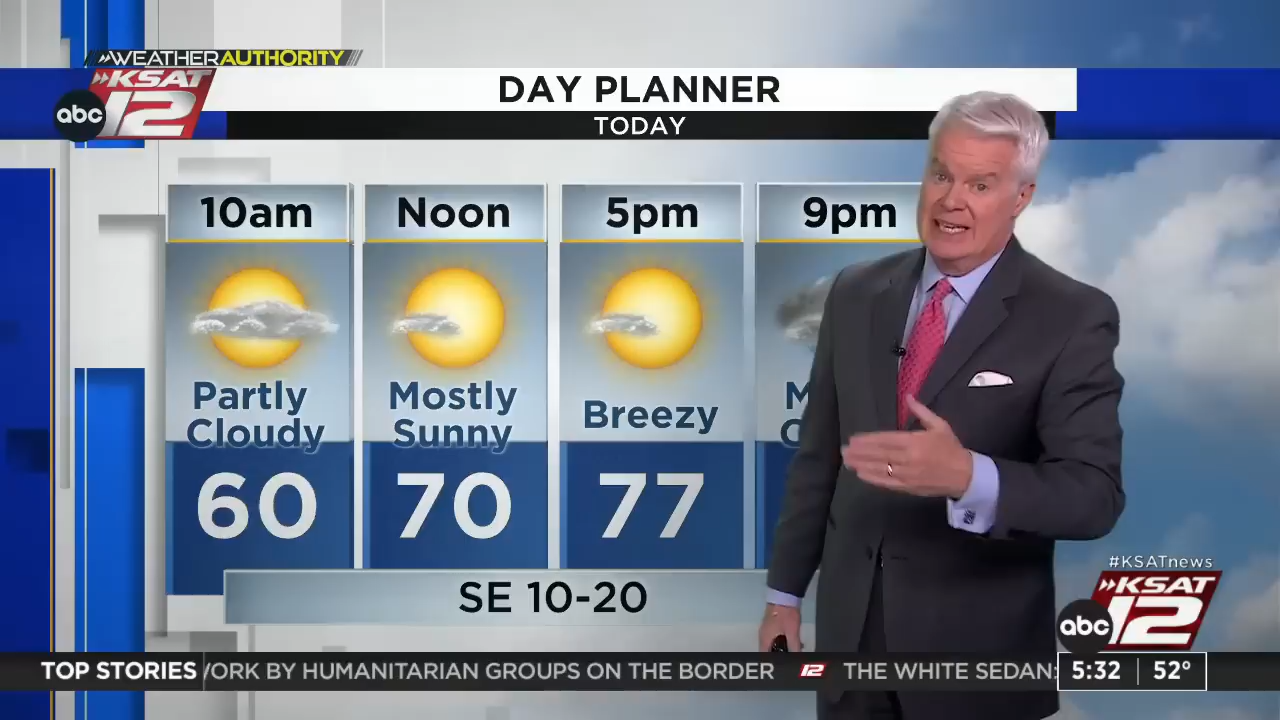 WEATHERAUTHORITY
KSAT
abc 12
DAY PLANNER
TODAY
10am
Noon
5pm
9pm
Partly
Cloudy
Mostly
Sunny
Breezy
60
70
77
SE 10-20
#KSATnews
KSAT
abc 12
TOP STORIES
ORK BY HUMANITARIAN GROUPS ON THE BORDER 12 THE WHITE SEDAN:
5:32 52°